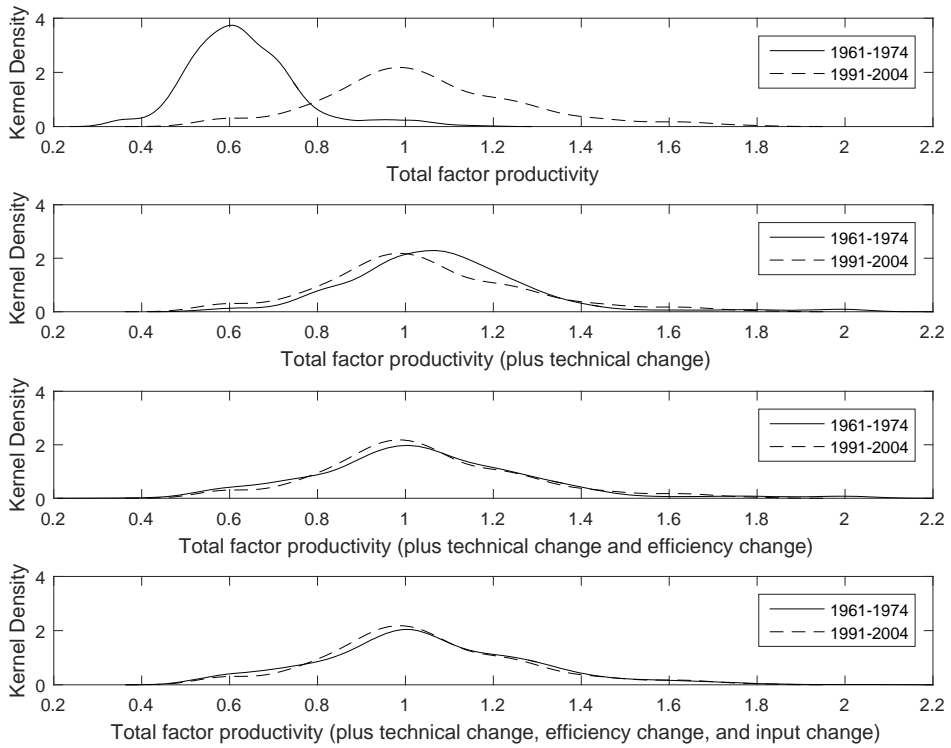 Kernel Density
4
2
0
1961-1974
1991-2004
0.2 0.4 0.6 0.8 1 1.2 1.4 1.6 1.8 2 2.2
Total factor productivity
Kernel Density
4
2
0
1961-1974
1991-2004
0.2 0.4 0.6 0.8 1 1.2 1.4 1.6 1.8 2 2.2
Total factor productivity (plus technical change)
Kernel Density
4
2
0
1961-1974
1991-2004
0.2 0.4 0.6 0.8 1 1.2 1.4 1.6 1.8 2 2.2
Total factor productivity (plus technical change and efficiency change)
Kernel Density
4
2
0
1961-1974
1991-2004
0.2 0.4 0.6 0.8 1 1.2 1.4 1.6 1.8 2 2.2
Total factor productivity (plus technical change, efficiency change, and input change)